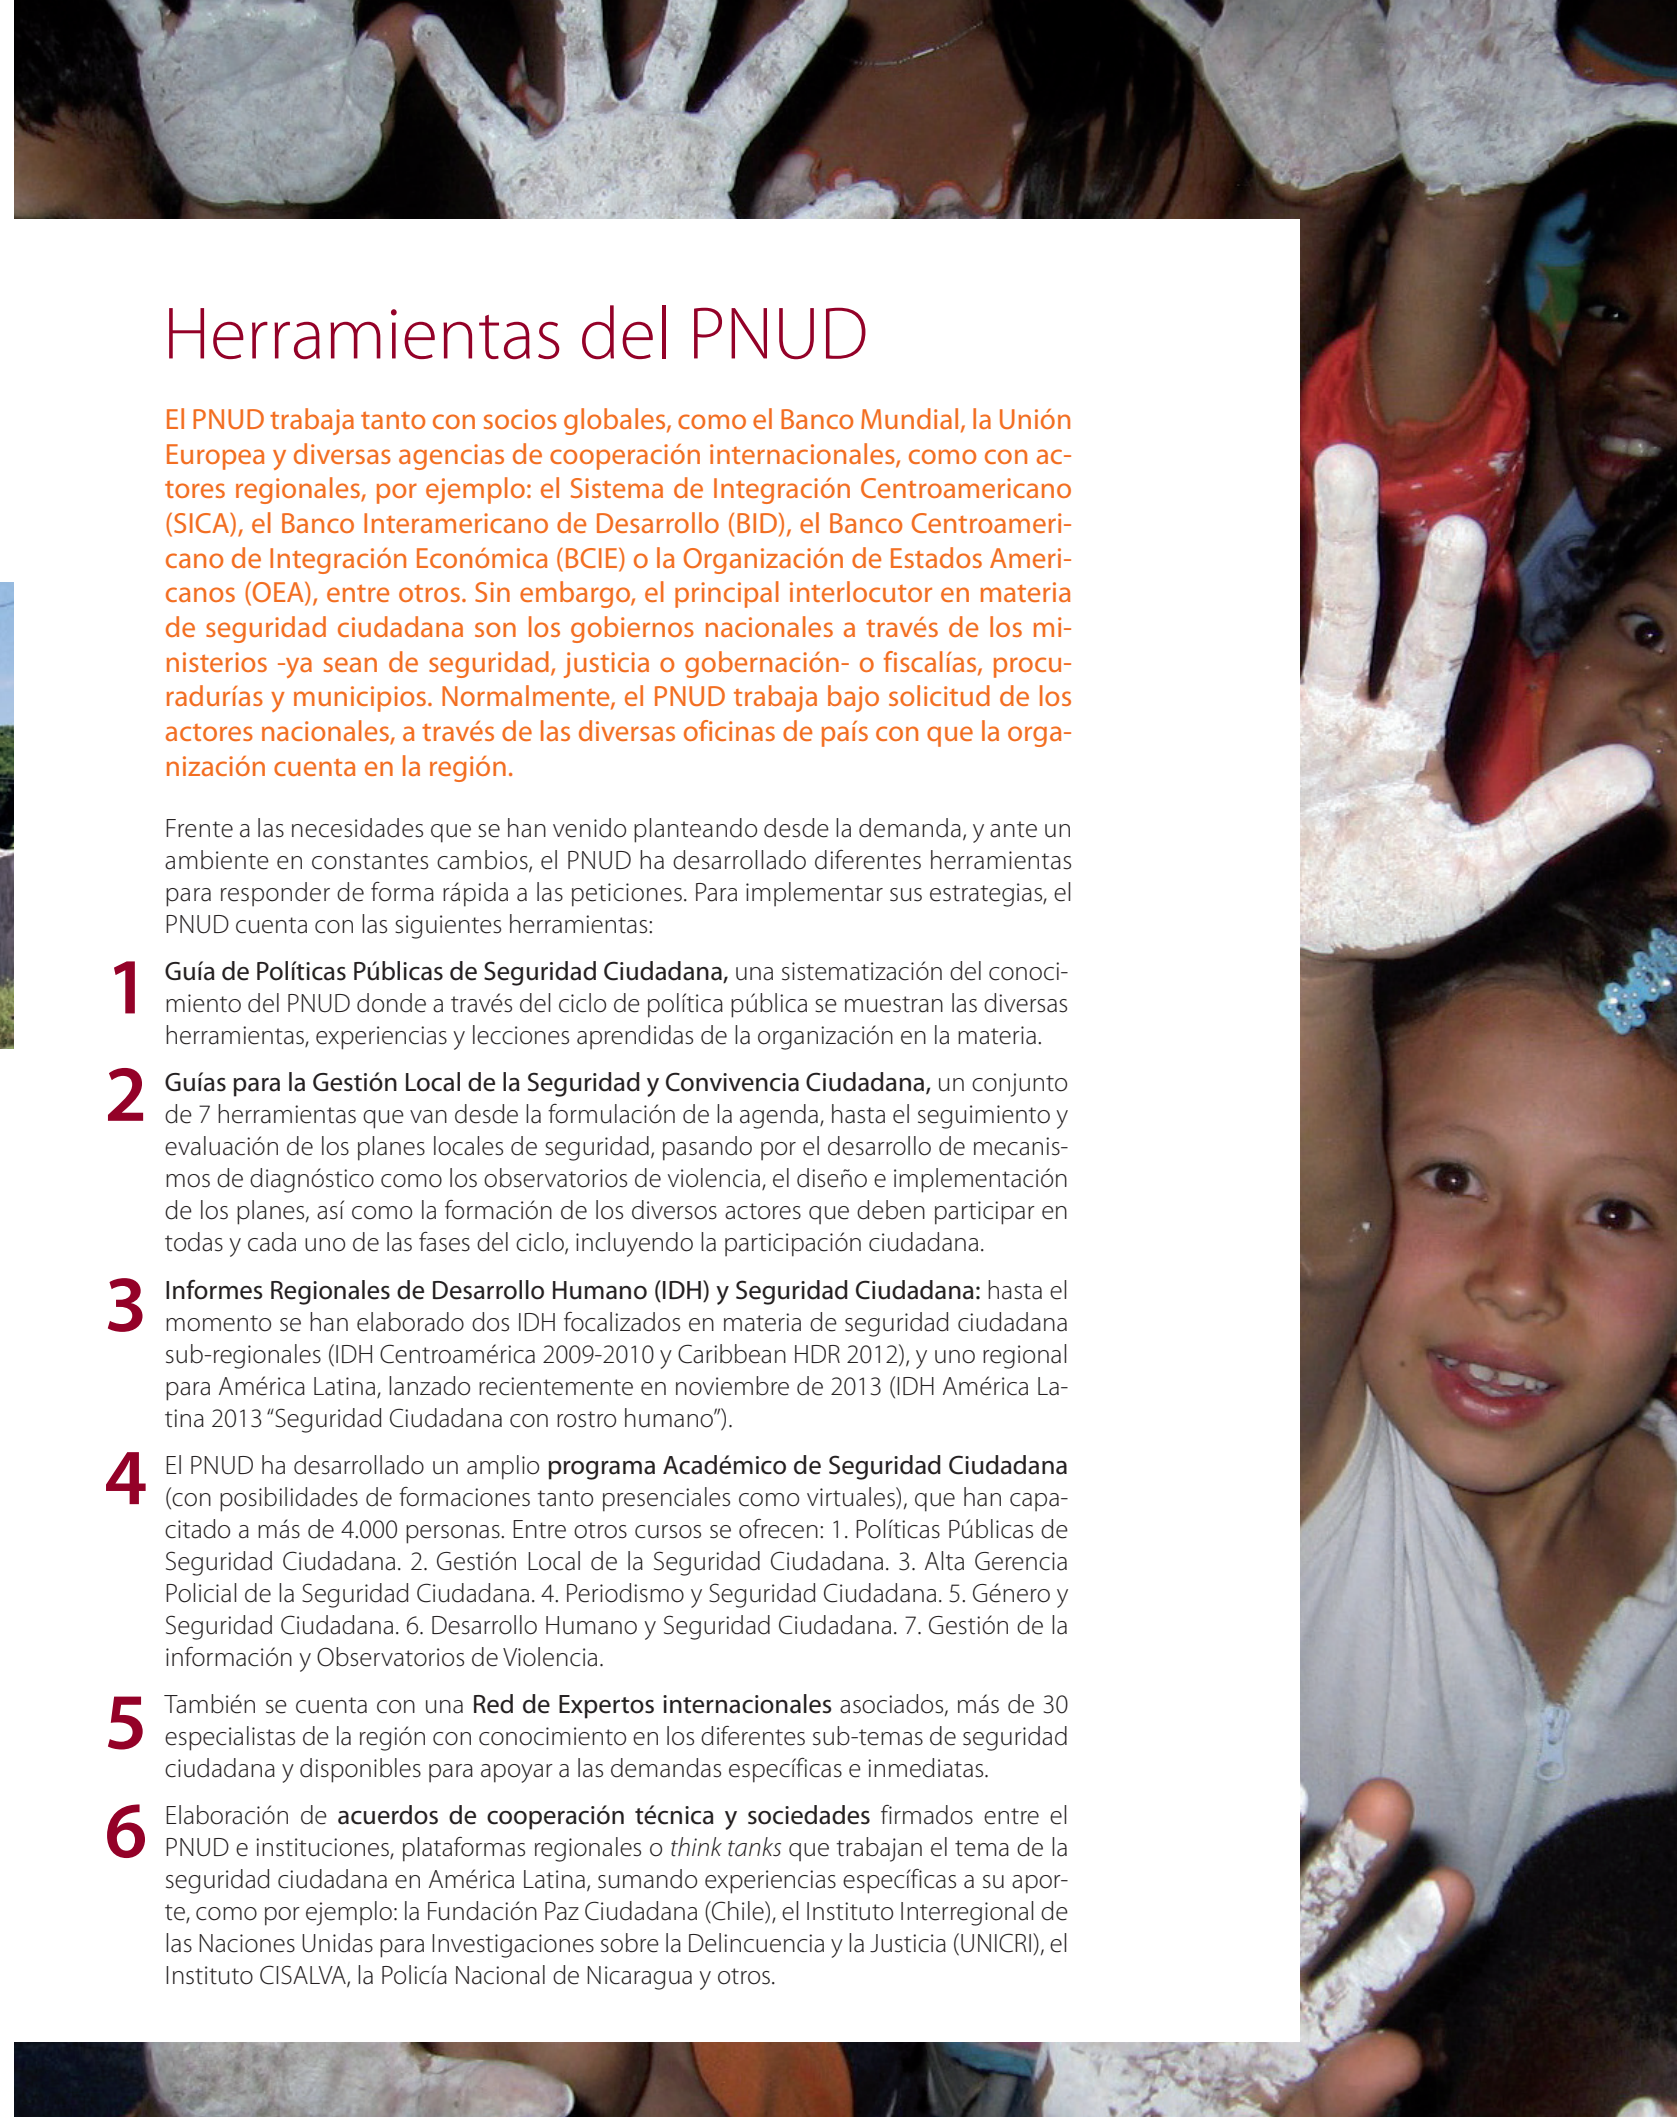 Herramientas del PNUD
El PNUD trabaja tanto con socios globales, como el Banco Mundial, la Unión
Europea y diversas agencias de cooperación internacionales, como con ac-
tores regionales, por ejemplo: el Sistema de Integración Centroamericano
(SICA), el Banco Interamericano de Desarrollo (BID), el Banco Centroameri-
cano de Integración Económica (BCIE) o la Organización de Estados Ameri-
canos (OEA), entre otros. Sin embargo, el principal interlocutor en materia
de seguridad ciudadana son los gobiernos nacionales a través de los mi-
nisterios -ya sean de seguridad, justicia o gobernación- o fiscalías, procu-
radurías y municipios. Normalmente, el PNUD trabaja bajo solicitud de los
actores nacionales, a través de las diversas oficinas de país con que la orga-
nización cuenta en la región.
Frente a las necesidades que se han venido planteando desde la demanda, y ante un
ambiente en constantes cambios, el PNUD ha desarrollado diferentes herramientas
para responder de forma rápida a las peticiones. Para implementar sus estrategias, el
PNUD cuenta con las siguientes herramientas:
1 Guía de Políticas Públicas de Seguridad Ciudadana, una sistematización del conoci-
miento del PNUD donde a través del ciclo de política pública se muestran las diversas
herramientas, experiencias y lecciones aprendidas de la organización en la materia.
2 Guías para la Gestión Local de la Seguridad y Convivencia Ciudadana, un conjunto
de 7 herramientas que van desde la formulación de la agenda, hasta el seguimiento y
evaluación de los planes locales de seguridad, pasando por el desarrollo de mecanis-
mos de diagnóstico como los observatorios de violencia, el diseño e implementación
de los planes, así como la formación de los diversos actores que deben participar en
todas y cada uno de las fases del ciclo, incluyendo la participación ciudadana.
3 Informes Regionales de Desarrollo Humano (IDH) y Seguridad Ciudadana: hasta el
momento se han elaborado dos IDH focalizados en materia de seguridad ciudadana
sub-regionales (IDH Centroamérica 2009-2010 y Caribbean HDR 2012), y uno regional
para América Latina, lanzado recientemente en noviembre de 2013 (IDH América La-
tina 2013 “Seguridad Ciudadana con rostro humano”).
4 El PNUD ha desarrollado un amplio programa Académico de Seguridad Ciudadana
(con posibilidades de formaciones tanto presenciales como virtuales), que han capa-
citado a más de 4.000 personas. Entre otros cursos se ofrecen: 1. Políticas Públicas de
Seguridad Ciudadana. 2. Gestión Local de la Seguridad Ciudadana. 3. Alta Gerencia
Policial de la Seguridad Ciudadana. 4. Periodismo y Seguridad Ciudadana. 5. Género y
Seguridad Ciudadana. 6. Desarrollo Humano y Seguridad Ciudadana. 7. Gestión de la
información y Observatorios de Violencia.
5 También se cuenta con una Red de Expertos internacionales asociados, más de 30
especialistas de la región con conocimiento en los diferentes sub-temas de seguridad
ciudadana y disponibles para apoyar a las demandas específicas e inmediatas.
6 Elaboración de acuerdos de cooperación técnica y sociedades firmados entre el
PNUD e instituciones, plataformas regionales o think tanks que trabajan el tema de la
seguridad ciudadana en América Latina, sumando experiencias específicas a su apor-
te, como por ejemplo: la Fundación Paz Ciudadana (Chile), el Instituto Interregional de
las Naciones Unidas para Investigaciones sobre la Delincuencia y la Justicia (UNICRI), el
Instituto CISALVA, la Policía Nacional de Nicaragua y otros.